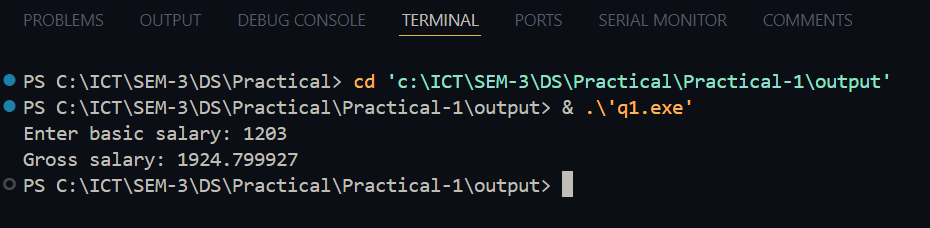 PROBLEMS OUTPUT DEBUG CONSOLE TERMINAL PORTS SERIAL MONITOR COMMENTS
PS C:\ICT\SEM-3\DS\Practical> cd 'c:\ICT\SEM-3\DS\Practical\Practical-1\output'
PS C:\ICT\SEM-3\DS\Practical\Practical-1\output> & .\'q1.exe'
Enter basic salary: 1203
Gross salary: 1924.799927
PS C:\ICT\SEM-3\DS\Practical\Practical-1\output>